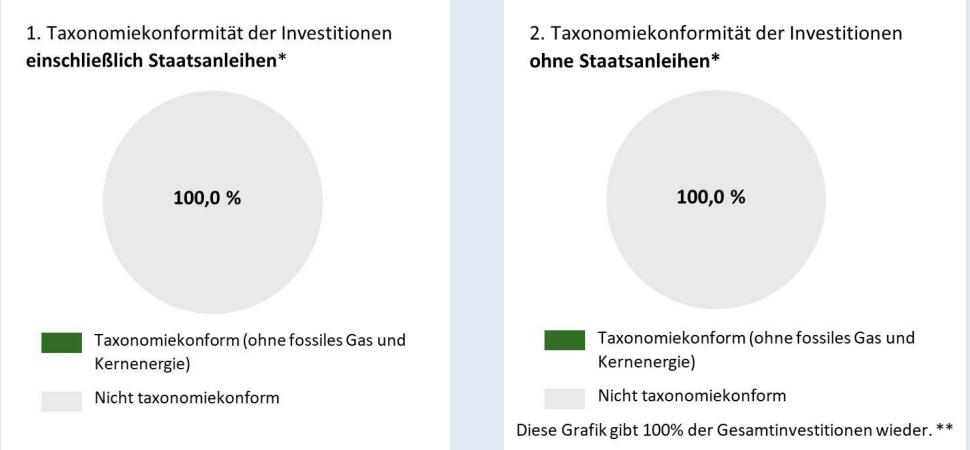 1. Taxonomiekonformität der Investitionen
einschließlich Staatsanleihen*
100,0 %
Taxonomiekonform (ohne fossiles Gas und
Kernenergie)
Nicht taxonomiekonform
2. Taxonomiekonformität der Investitionen
ohne Staatsanleihen*
100,0 %
Taxonomiekonform (ohne fossiles Gas und
Kernenergie)
Nicht taxonomiekonform
Diese Grafik gibt 100% der Gesamtinvestitionen wieder. **